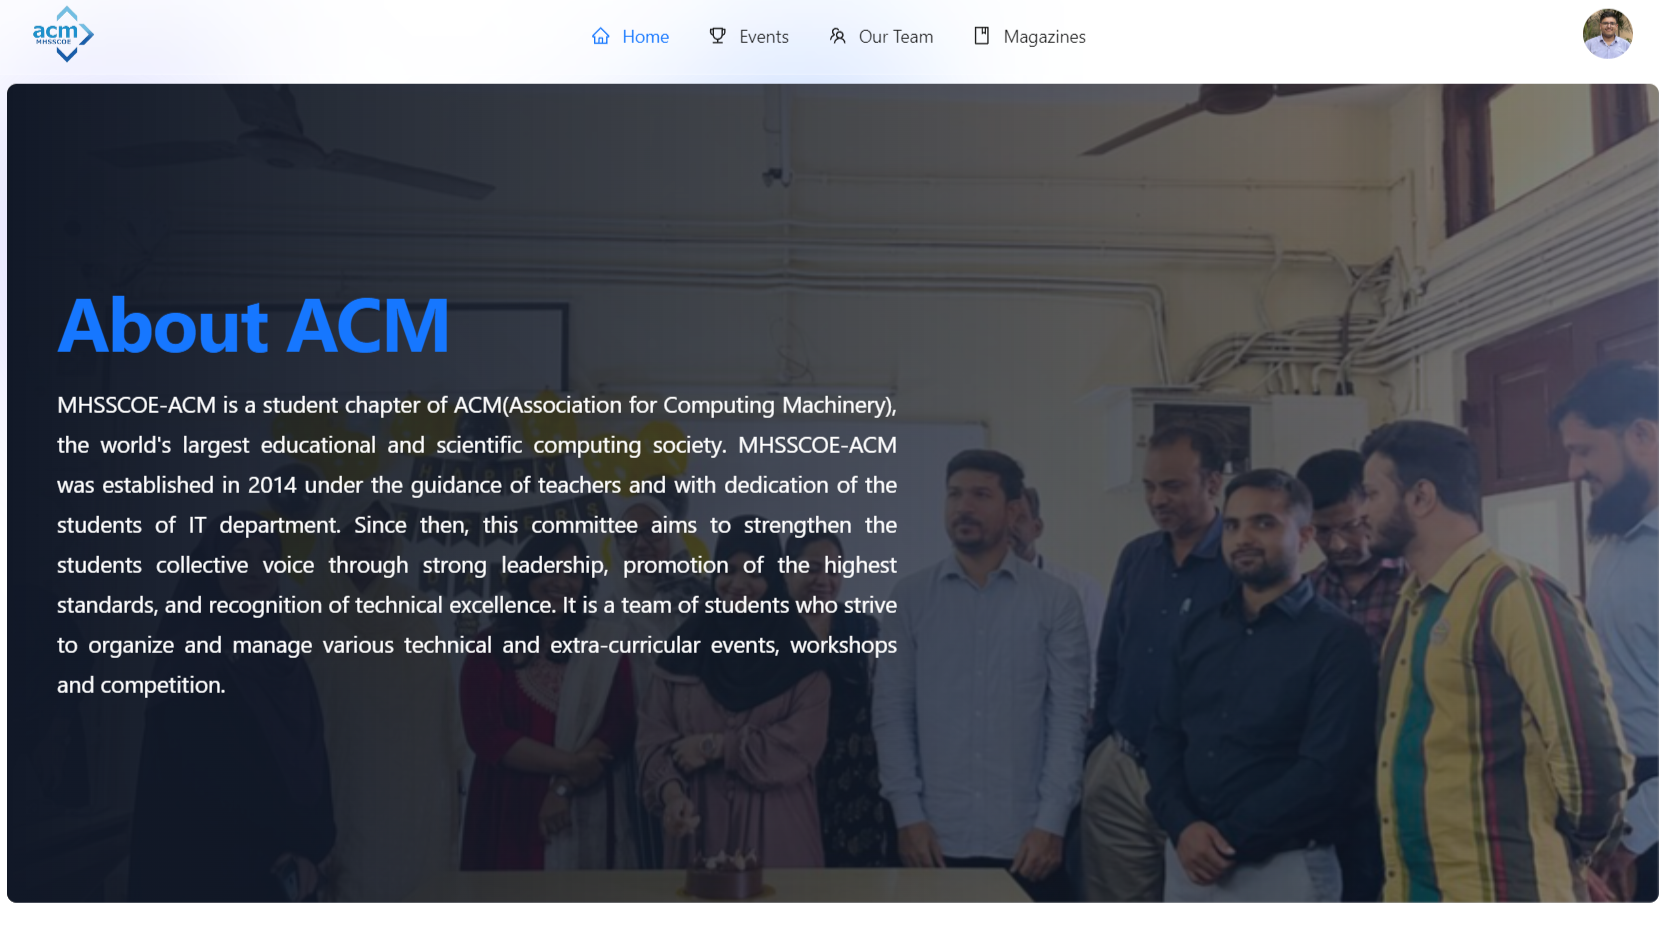 acm
MHSSCOE
Home
Events
Our Team
Magazines
About ACM
MHSSCOE-ACM is a student chapter of ACM(Association for Computing Machinery),
the world's largest educational and scientific computing society. MHSSCOE-ACM
was established in 2014 under the guidance of teachers and with dedication of the
students of IT department. Since then, this committee aims to strengthen the
students collective voice through strong leadership, promotion of the highest
standards, and recognition of technical excellence. It is a team of students who strive
to organize and manage various technical and extra-curricular events, workshops
and competition.